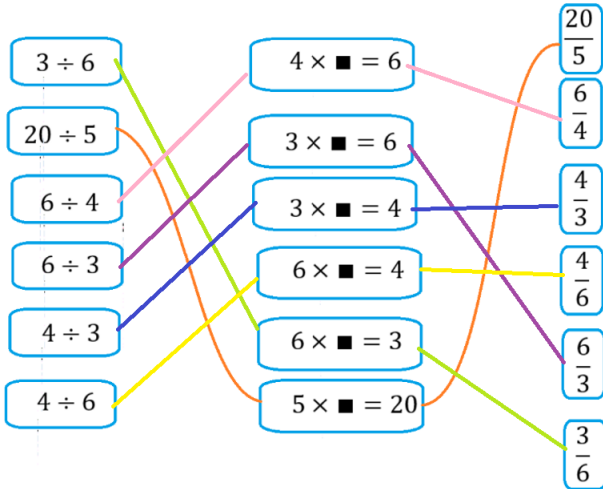 3 ÷ 6
20 ÷ 5
6 ÷ 4
6 ÷ 3
4 ÷ 3
4 ÷ 6
4 × ■ = 6
3 × ■ = 6
3 × ■ = 4
6 × ■ = 4
6 × ■ = 3
5 × ■ = 20
20/5
6/4
4/3
4/6
6/3
3/6